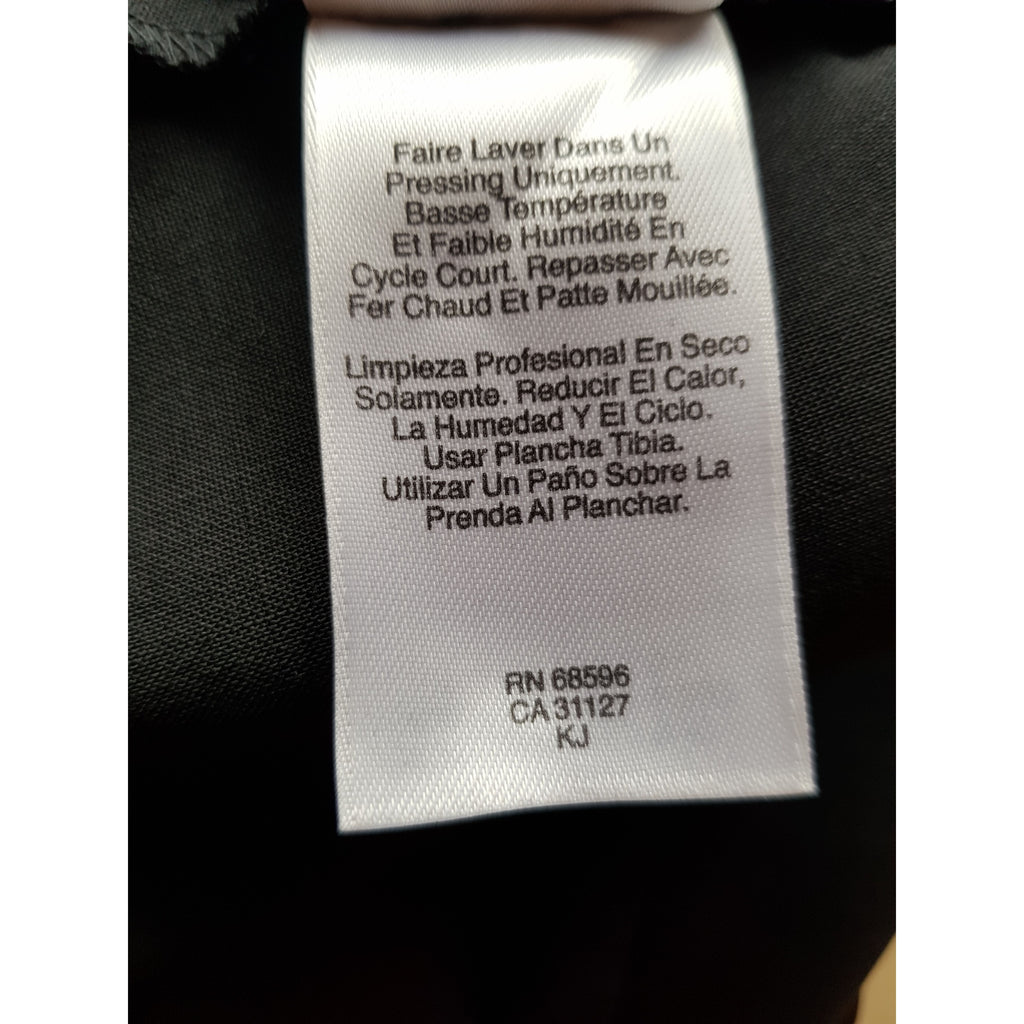 Faire Laver Dans Un
Pressing Uniquement.
Basse Température
Et Faible Humidité En
Cycle Court. Repasser Avec
Fer Chaud Et Patte Mouillée.
Limpieza Profesional En Seco
Solamente. Reducir El Calor,
La Humedad Y El Ciclo.
Usar Plancha Tibia.
Utilizar Un Paño Sobre La
Prenda Al Planchar.
RN 68596
CA 31127
KJ